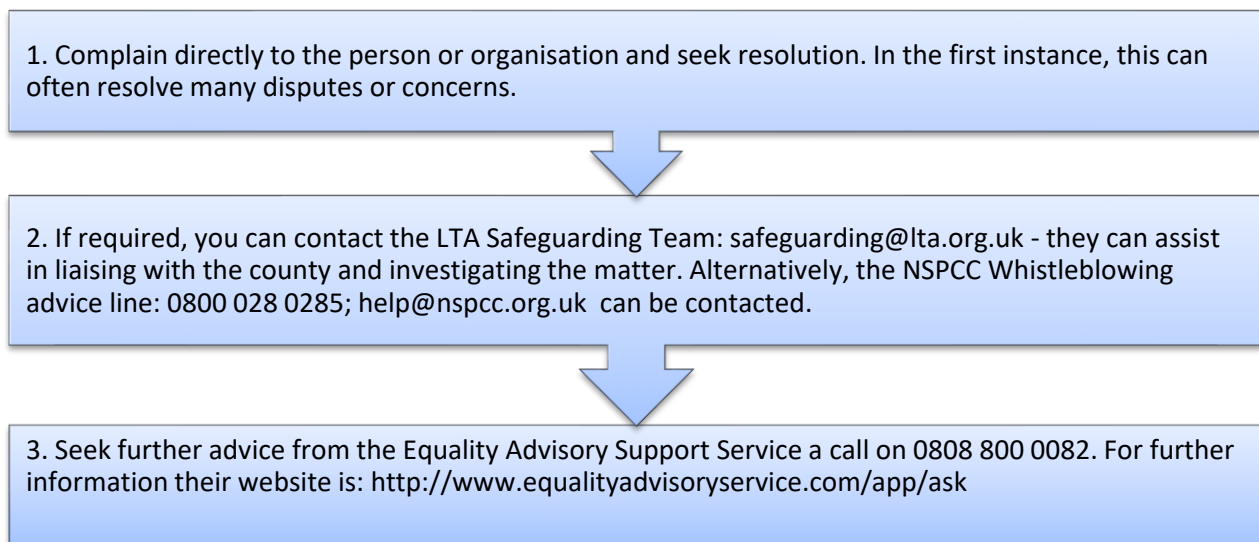 1. Complain directly to the person or organisation and seek resolution. In the first instance, this can
often resolve many disputes or concerns.
2. If required, you can contact the LTA Safeguarding Team: safeguarding@lta.org.uk - they can assist
in liaising with the county and investigating the matter. Alternatively, the NSPCC Whistleblowing
advice line: 0800 028 0285; help@nspcc.org.uk  can be contacted.
3. Seek further advice from the Equality Advisory Support Service a call on 0808 800 0082. For further
information their website is: http://www.equalityadvisoryservice.com/app/ask